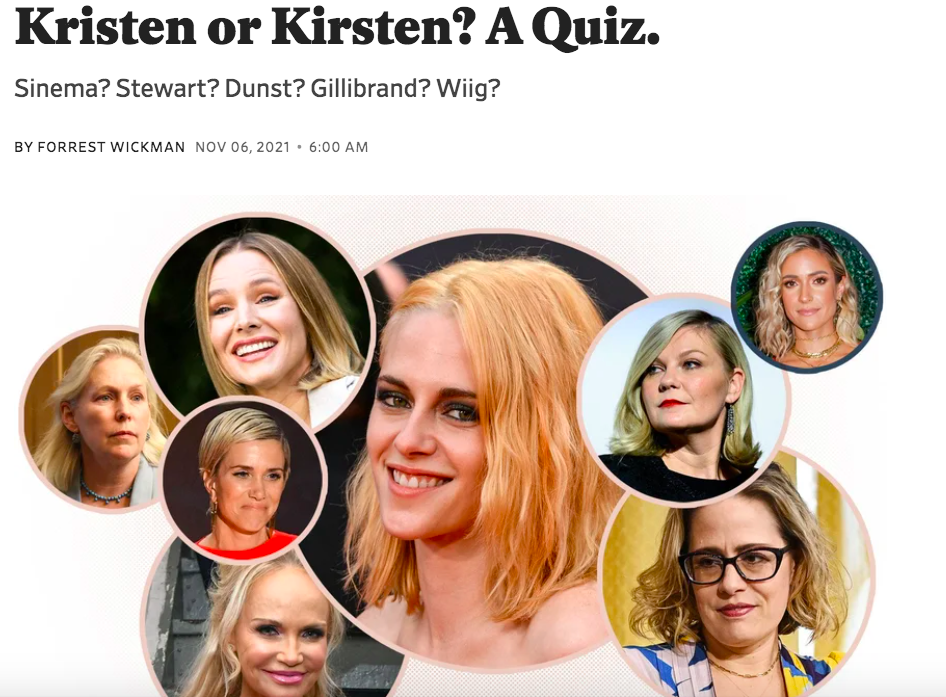 Kristen or Kirsten? A Quiz.
Sinema? Stewart? Dunst? Gillibrand? Wiig?
BY FORREST WICKMAN NOV 06, 2021 • 6:00 AM